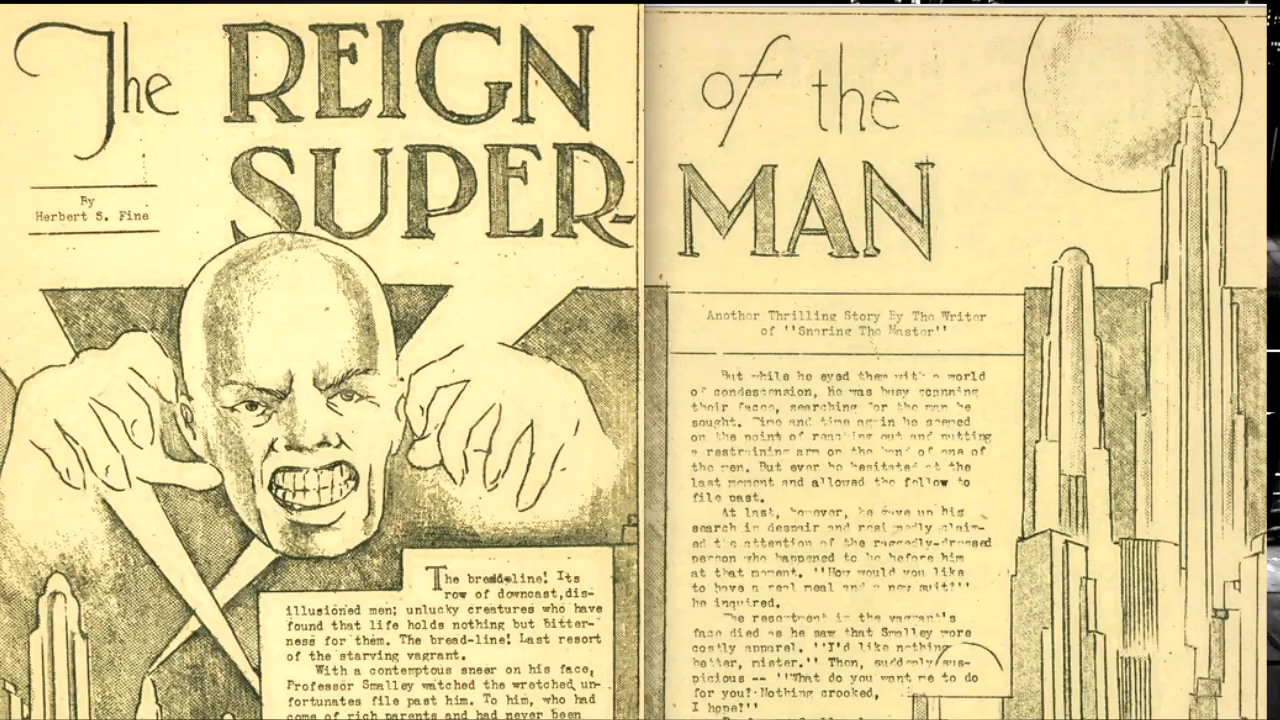 The REIGN
of the
SUPER-
MAN
By
Herbert S. Fine
The breadline! Its
row of downcast, dis-
illusioned men; unlucky creatures who have
found that life holds nothing but bitter-
ness for them. The bread-line! Last resort
of the starving vagrant.
With a contemptous sneer on his face,
Professor Smalley watched the wretched un-
fortunates file past him. To him, who had
come of rich parents and had never been
Another Thrilling Story By The Writer
of ''Snaring The Master''
But while he eyed them with a world
of condescension, he was busy scanning
their faces, searching for the man he
sought. Time and time again he seemed
on the point of reaching out and putting
a restraining arm on the hand of one of
the men. But ever he hesitated at the
last moment and allowed the fellow to
file past.
At last, however, he gave up his
search in despair and resignedly claim-
ed the attention of the raggedly-dressed
person who happened to be before him
at that moment. ''How would you like
to have a real meal and a new suit?''
he inquired.
The resentment in the vagrant's
face died as he saw that Smalley wore
costly apparel. ''I'd like nothing
better, mister.'' Then, suddenly sus-
picious -- ''What do you want me to do
for you? Nothing crooked,
I hope!''